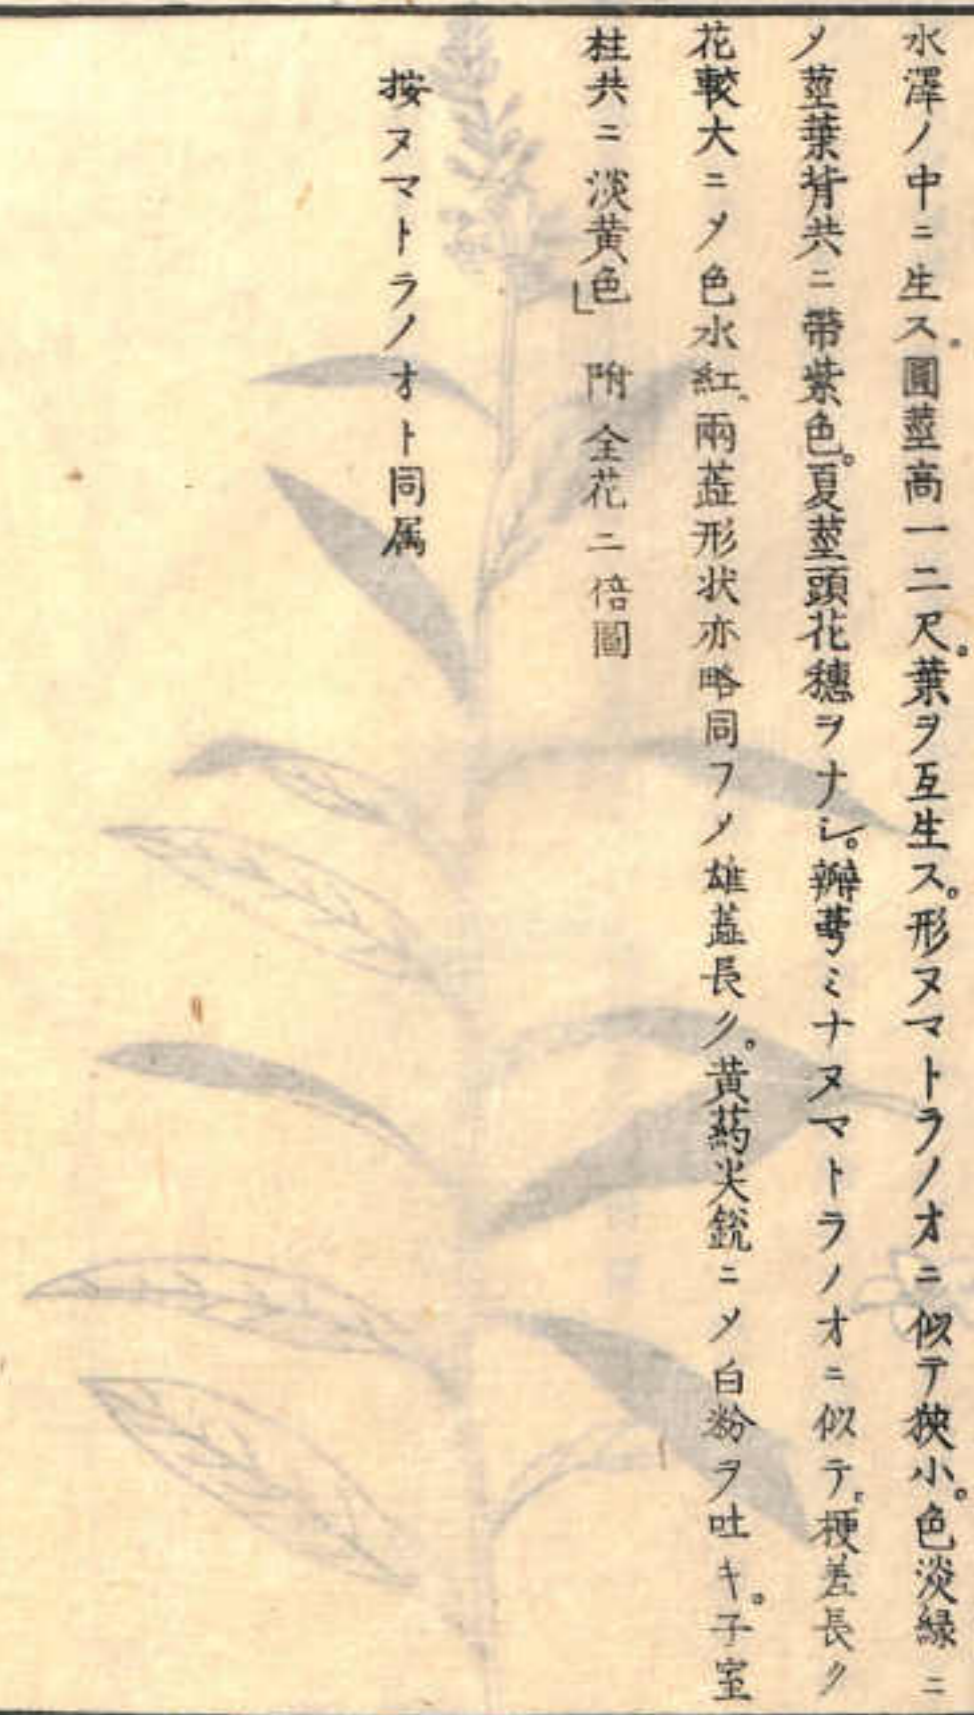 水澤ノ中ニ生ス。圓莖高一二尺。葉ヲ互生ス。形ヌマトラノオニ似テ狹小。色淡緑ニ
ノ莖葉背共ニ帶紫色。夏莖頭花穗ヲナシ。瓣萼ミナヌマトラノオニ似テ、梗差長ク
花較大ニノ色水紅、兩蕋形状亦略同フノ雄蕋長ク。黄葯尖鋭ニノ白粉ヲ吐キ。子室
柱共ニ淡黄色」 附全花二倍圖
按ヌマトラノオト同属